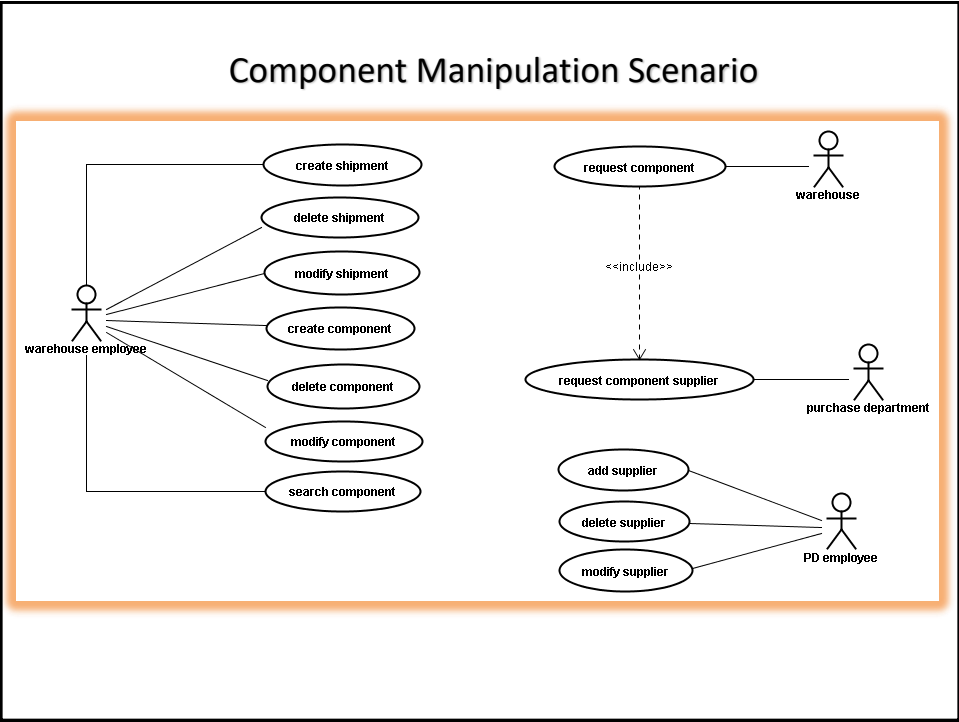 Component Manipulation Scenario
create shipment
delete shipment
modify shipment
create component
delete component
modify component
search component
warehouse employee
request component
warehouse
<<include>>
request component supplier
purchase department
add supplier
delete supplier
modify supplier
PD employee